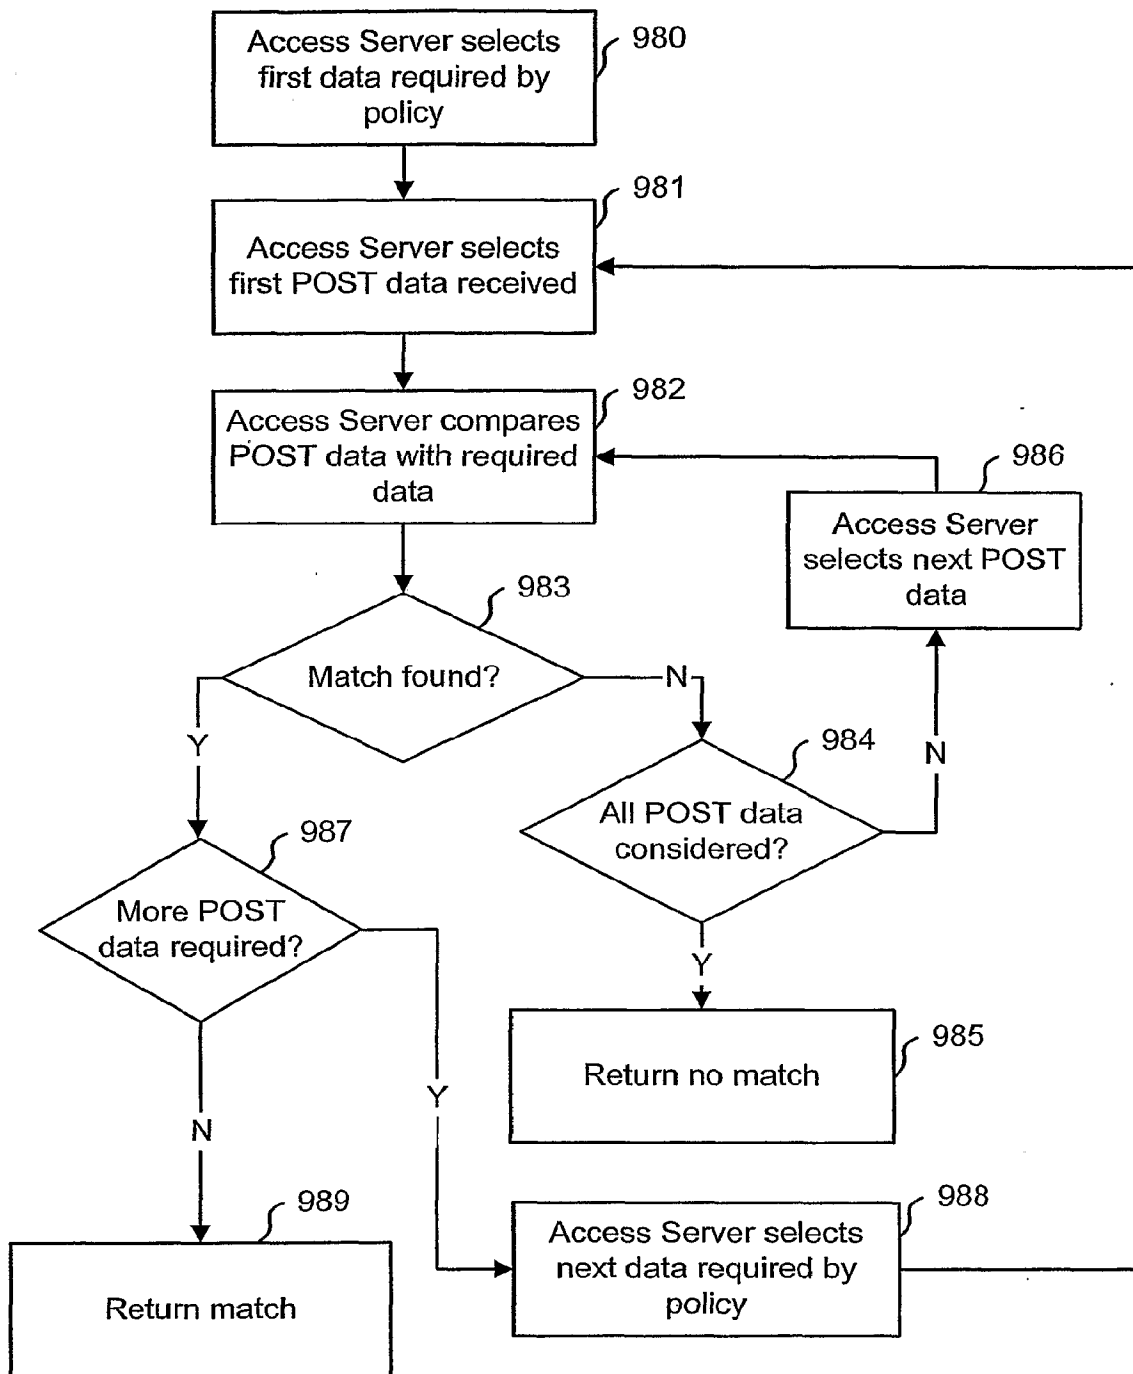 Access Server selects
first data required by
policy
980
981
Access Server selects
first POST data received
982
Access Server compares
POST data with required
data
986
Access Server
selects next POST
data
983
Match found?
N
Y
984
All POST data
considered?
N
987
More POST
data required?
Y
985
Return no match
Y
N
988
Access Server selects
next data required by
policy
989
Return match